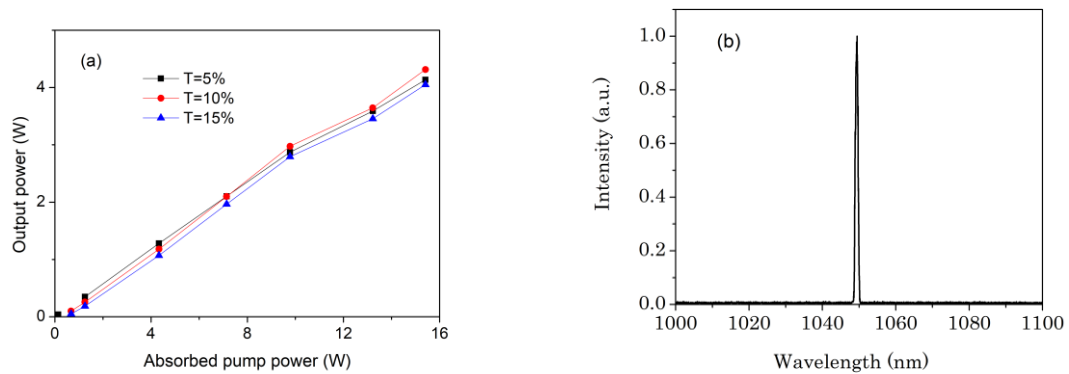 (a)
T=5%
T=10%
T=15%
4
2
0
0 4 8 12 16
Output power (W)
Absorbed pump power (W)
(b)
1.0
0.8
0.6
0.4
0.2
0.0
1000 1020 1040 1060 1080 1100
Intensity (a.u.)
Wavelength (nm)